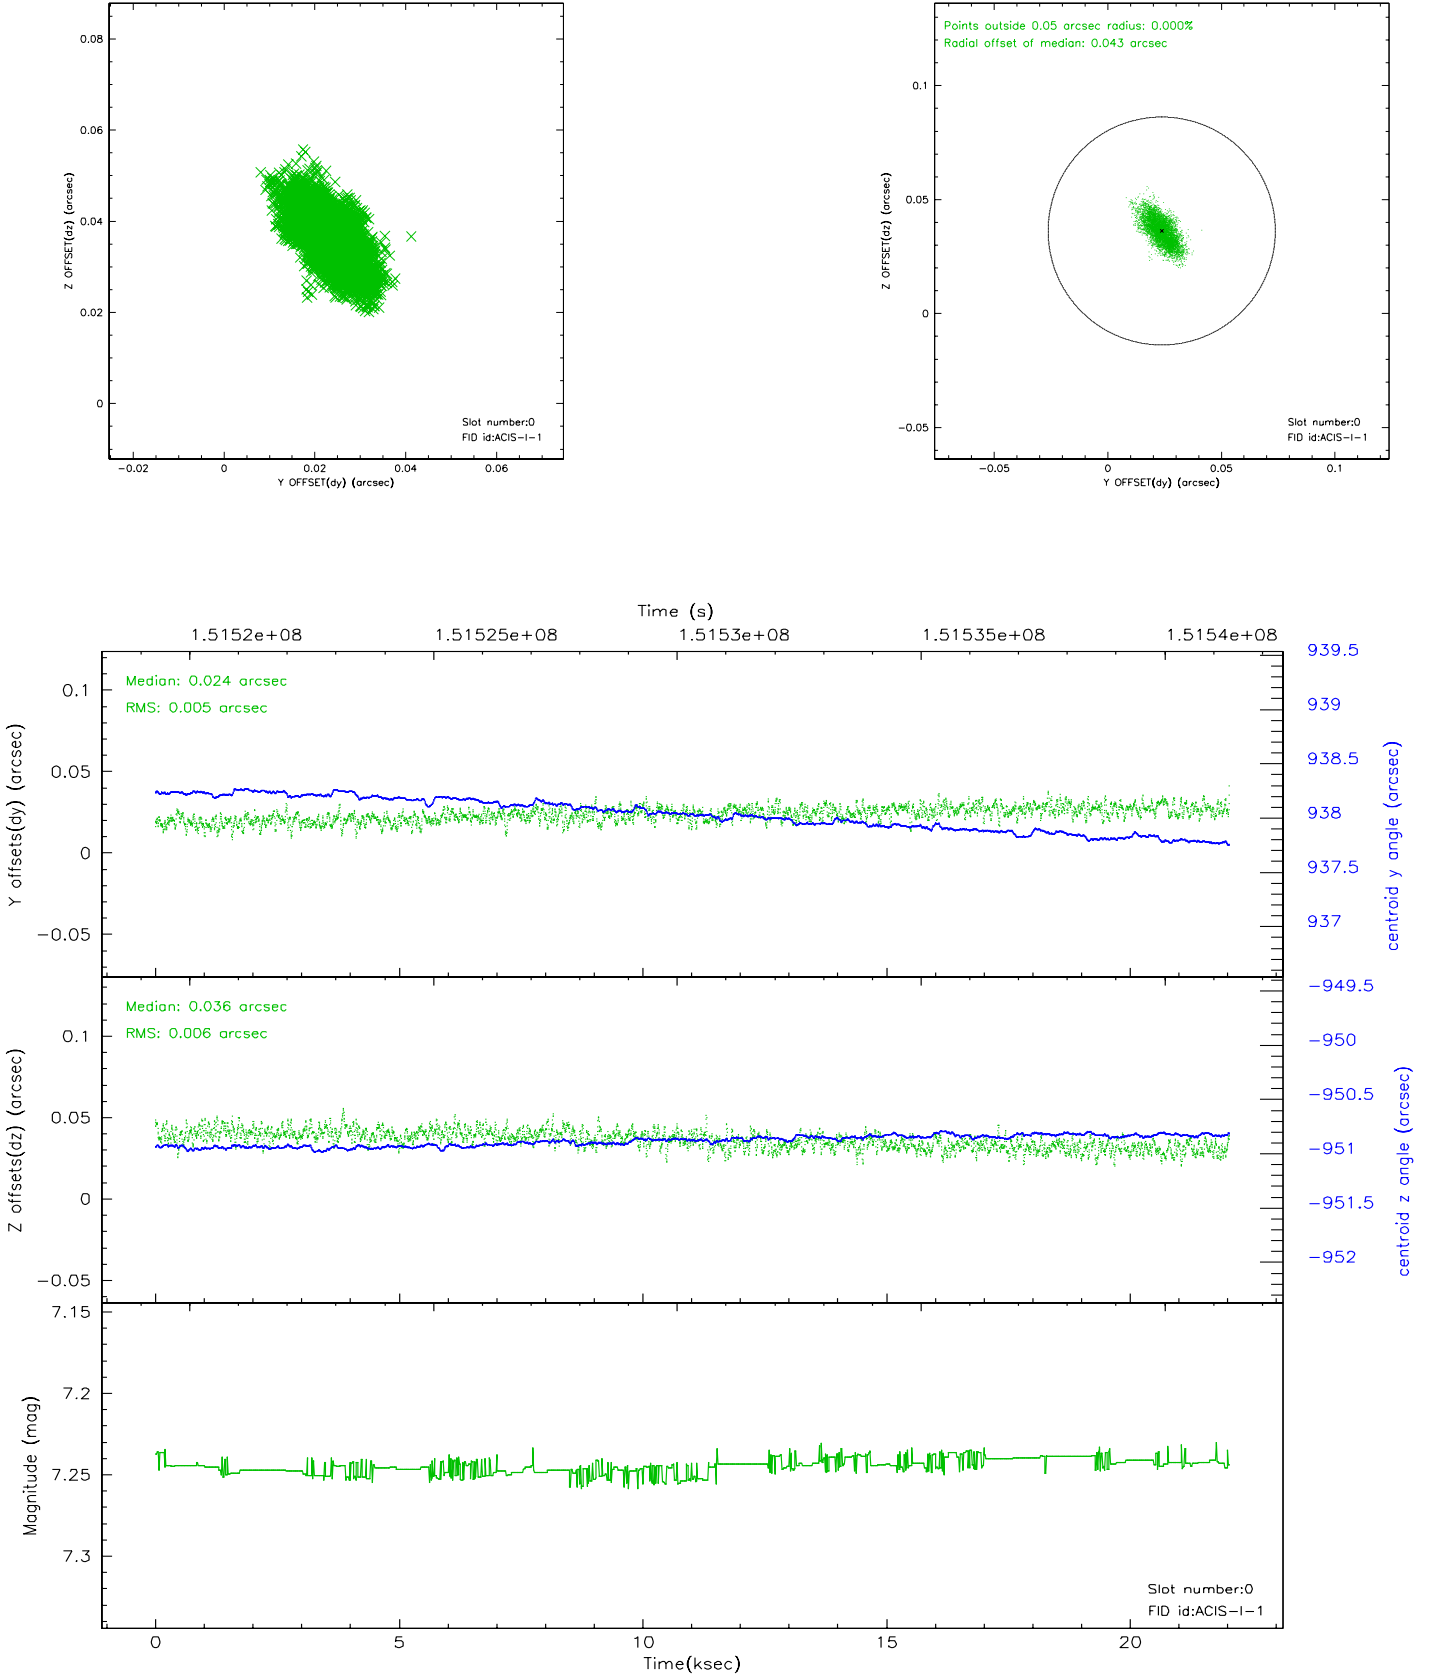 0.08
0.06
0.04
0.02
0
Z OFFSET(dz) (arcsec)
Slot number:0
FID id:ACIS-I-1
-0.02
0
0.02
0.04
0.06
Y OFFSET(dy) (arcsec)
Points outside 0.05 arcsec radius: 0.000%
Radial offset of median: 0.043 arcsec
0.1
0.05
0
-0.05
Z OFFSET(dz) (arcsec)
Slot number:0
FID id:ACIS-I-1
-0.05
0
0.05
0.1
Y OFFSET(dy) (arcsec)
Time (s)
1.5152e+08
1.51525e+08
1.5153e+08
1.51535e+08
1.5154e+08
Median: 0.024 arcsec
RMS: 0.005 arcsec
0.1
0.05
0
-0.05
Y offsets(dy) (arcsec)
939.5
939
938.5
938
937.5
937
centroid y angle (arcsec)
Median: 0.036 arcsec
RMS: 0.006 arcsec
0.1
0.05
0
-0.05
Z offsets(dz) (arcsec)
-949.5
-950
-950.5
-951
-951.5
-952
centroid z angle (arcsec)
7.15
7.2
7.25
7.3
Magnitude (mag)
Slot number:0
FID id:ACIS-I-1
0
5
10
15
20
Time(ksec)